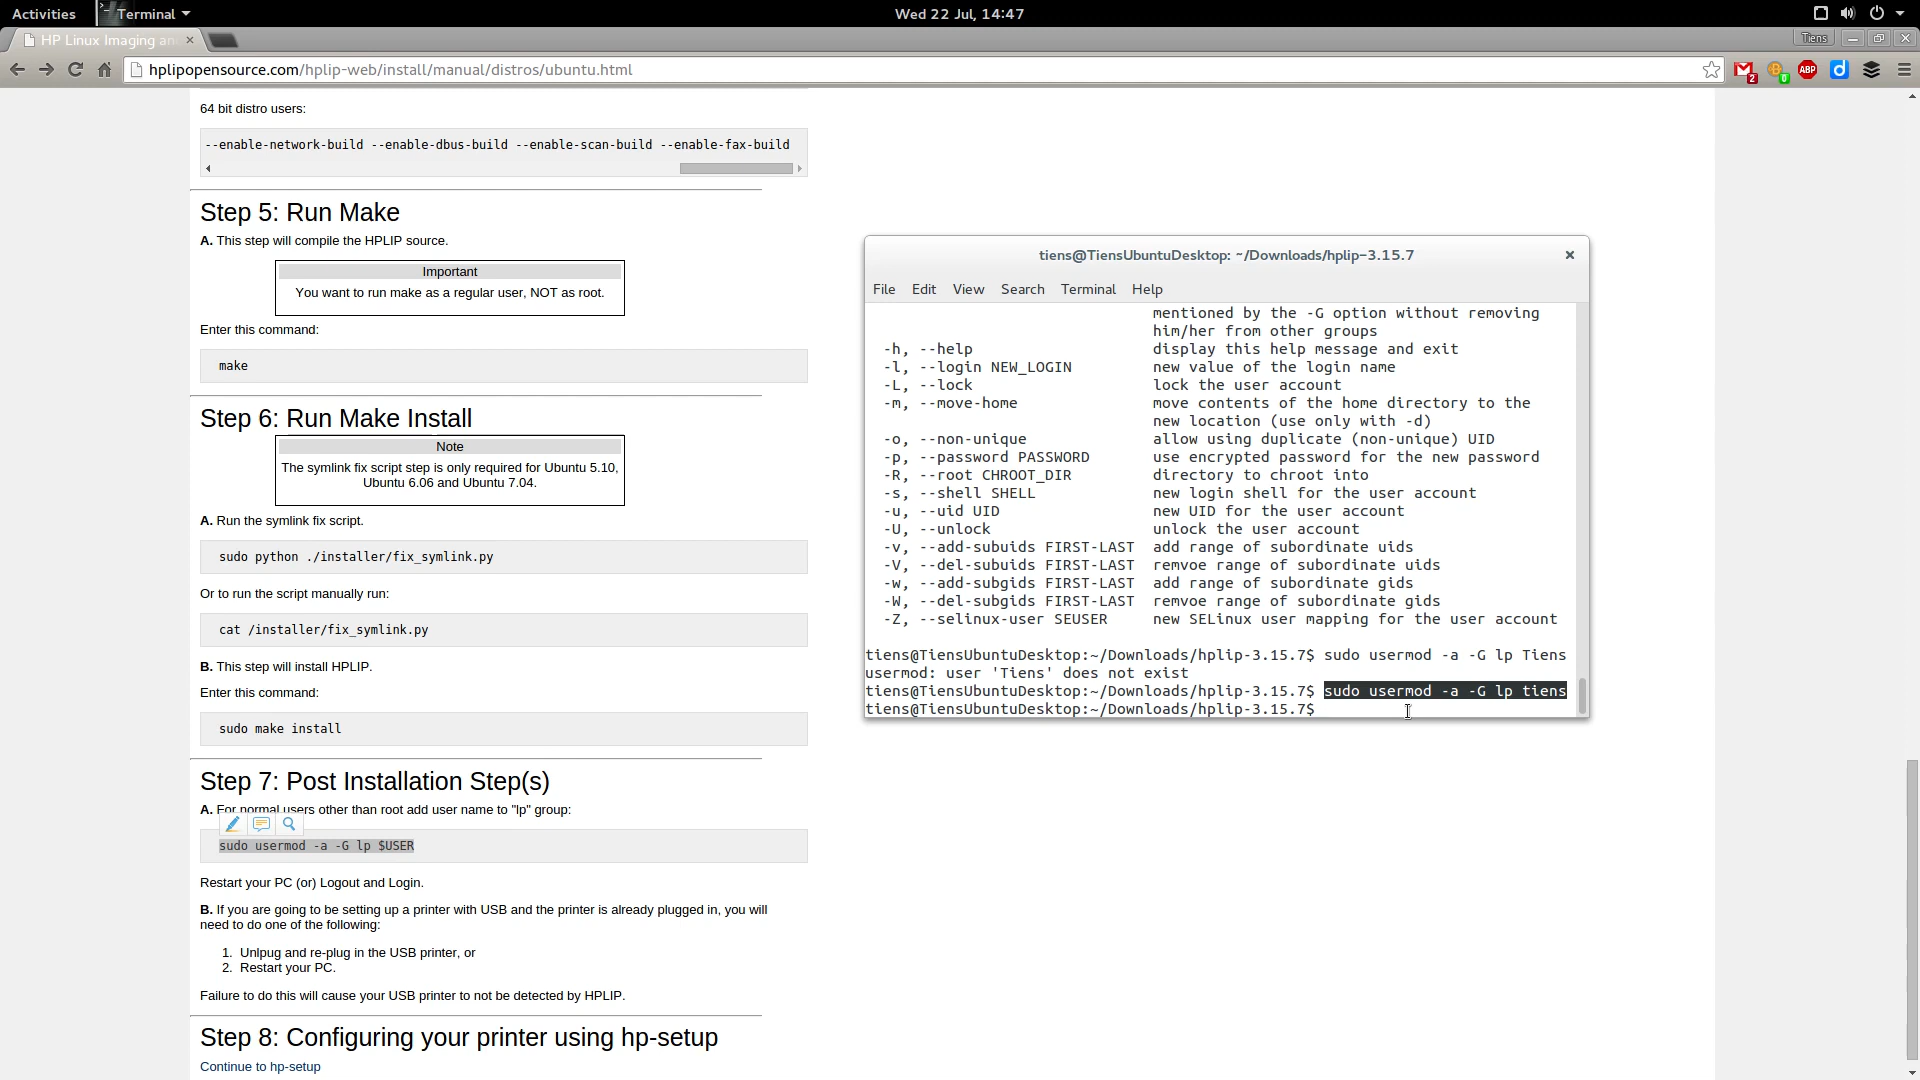 Activities
Terminal
Wed 22 Jul, 14:47
HP Linux Imaging an
Tiens
hplipopensource.com/hplip-web/install/manual/distros/ubuntu.html
2
0
ABP
64 bit distro users:
--enable-network-build --enable-dbus-build --enable-scan-build --enable-fax-build
Step 5: Run Make
A. This step will compile the HPLIP source.
Important
You want to run make as a regular user, NOT as root.
Enter this command:
make
Step 6: Run Make Install
Note
The symlink fix script step is only required for Ubuntu 5.10,
Ubuntu 6.06 and Ubuntu 7.04.
A. Run the symlink fix script.
sudo python ./installer/fix_symlink.py
Or to run the script manually run:
cat /installer/fix_symlink.py
B. This step will install HPLIP.
Enter this command:
sudo make install
Step 7: Post Installation Step(s)
A. For normal users other than root add user name to "lp" group:
sudo usermod -a -G lp $USER
Restart your PC (or) Logout and Login.
B. If you are going to be setting up a printer with USB and the printer is already plugged in, you will
need to do one of the following:
1. Unlpug and re-plug in the USB printer, or
2. Restart your PC.
Failure to do this will cause your USB printer to not be detected by HPLIP.
Step 8: Configuring your printer using hp-setup
Continue to hp-setup
tiens@TiensUbuntuDesktop: ~/Downloads/hplip-3.15.7
File Edit View Search Terminal Help
mentioned by the -G option without removing
him/her from other groups
-h, --help display this help message and exit
-l, --login NEW_LOGIN new value of the login name
-L, --lock lock the user account
-m, --move-home move contents of the home directory to the
new location (use only with -d)
-o, --non-unique allow using duplicate (non-unique) UID
-p, --password PASSWORD use encrypted password for the new password
-R, --root CHROOT_DIR directory to chroot into
-s, --shell SHELL new login shell for the user account
-u, --uid UID new UID for the user account
-U, --unlock unlock the user account
-v, --add-subuids FIRST-LAST add range of subordinate uids
-V, --del-subuids FIRST-LAST remvoe range of subordinate uids
-w, --add-subgids FIRST-LAST add range of subordinate gids
-W, --del-subgids FIRST-LAST remvoe range of subordinate gids
-Z, --selinux-user SEUSER new SELinux user mapping for the user account
tiens@TiensUbuntuDesktop:~/Downloads/hplip-3.15.7$ sudo usermod -a -G lp Tiens
usermod: user 'Tiens' does not exist
tiens@TiensUbuntuDesktop:~/Downloads/hplip-3.15.7$ sudo usermod -a -G lp tiens
tiens@TiensUbuntuDesktop:~/Downloads/hplip-3.15.7$